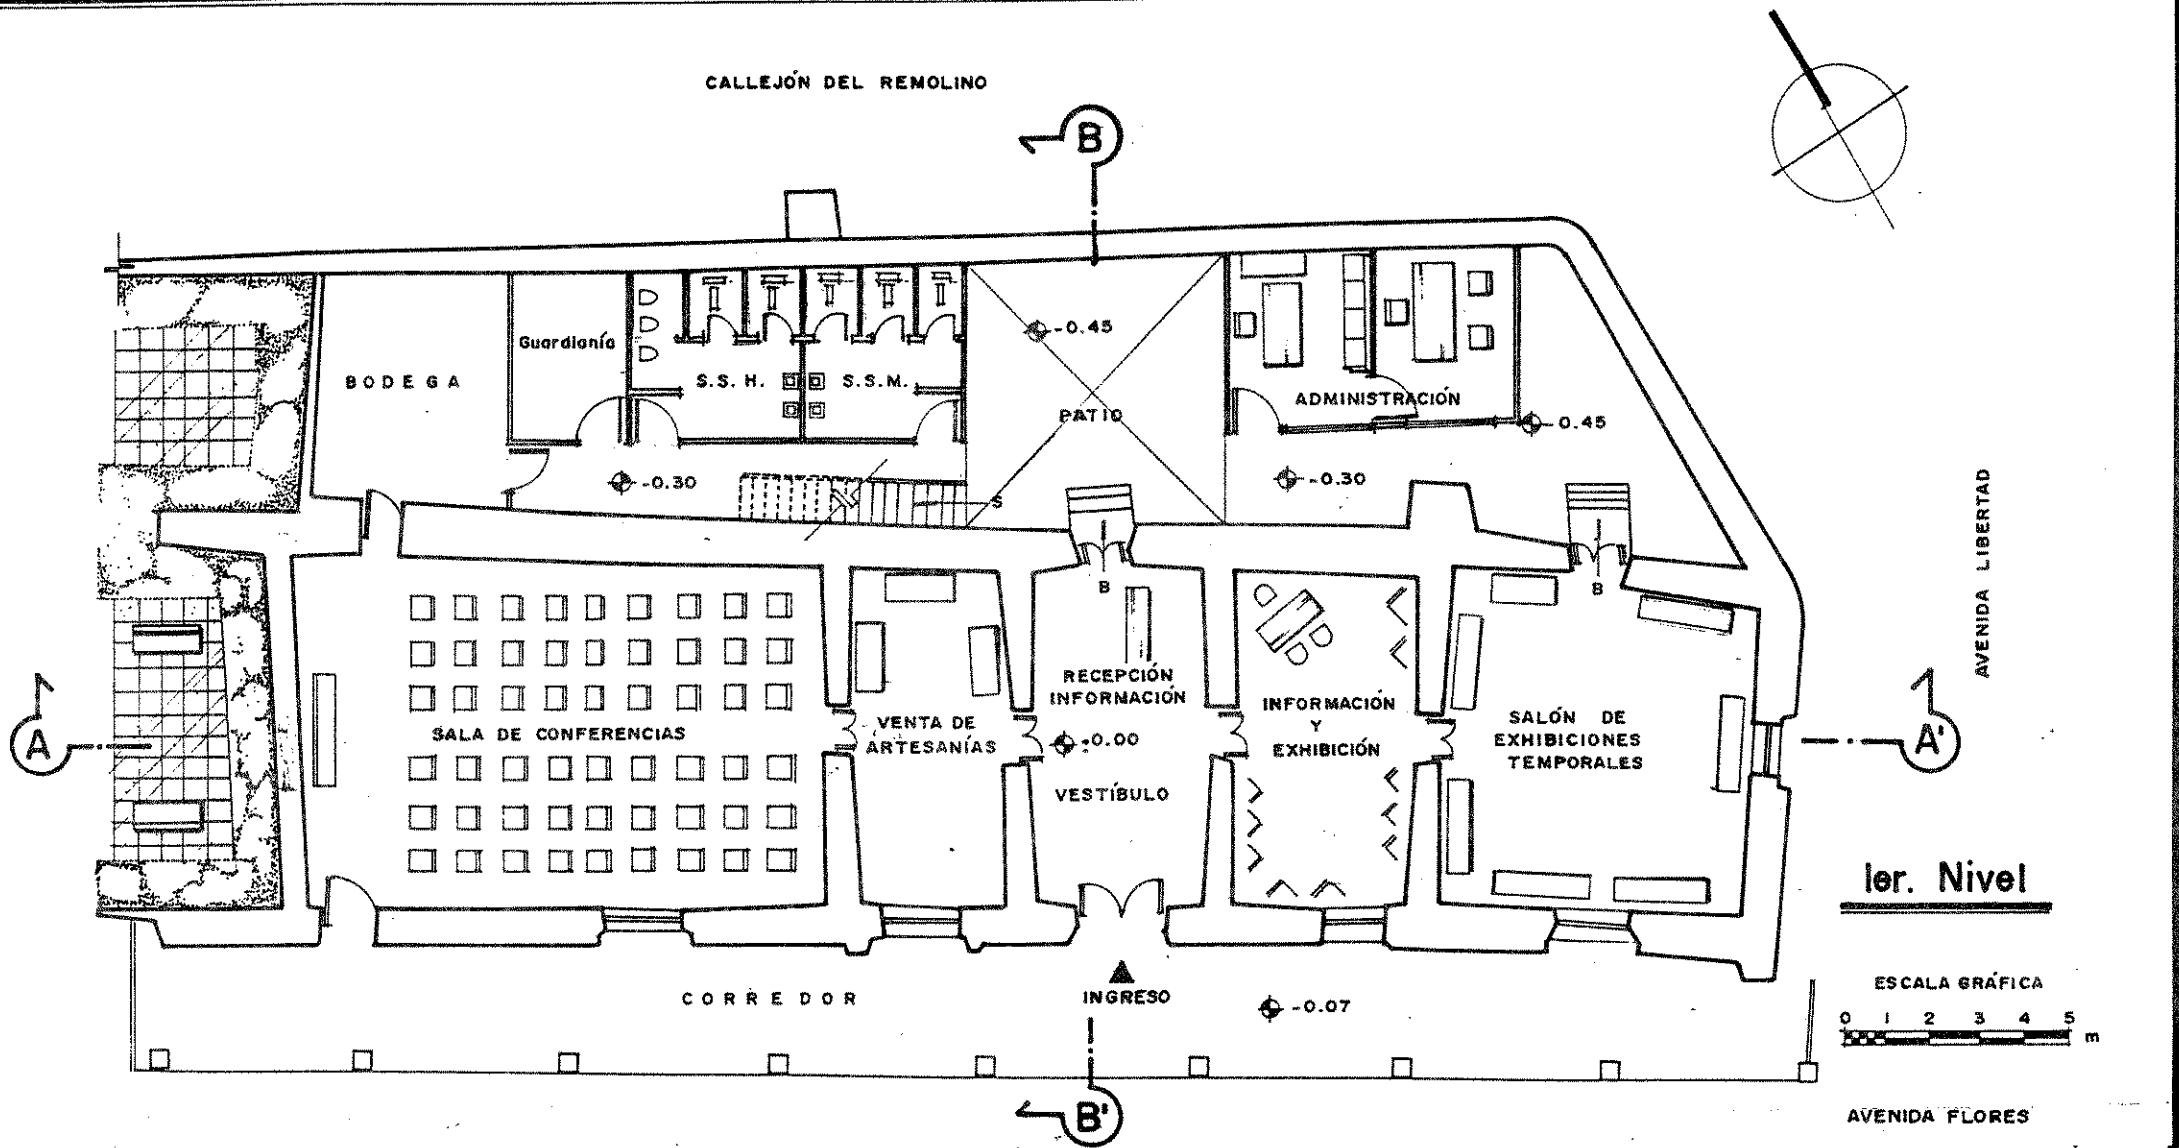 CALLEJÓN DEL REMOLINO
B
-0.45
Guardianía
BODEGA
S.S.H.
S.S.M.
PATIO
ADMINISTRACIÓN
-0.45
-0.30
S
-0.30
AVENIDA LIBERTAD
B
B
RECEPCIÓN
INFORMACIÓN
SALA DE CONFERENCIAS
VENTA DE
ARTESANÍAS
±0.00
VESTÍBULO
INFORMACIÓN
Y
EXHIBICIÓN
SALÓN DE
EXHIBICIONES
TEMPORALES
A
A'
1er. Nivel
CORREDOR
INGRESO
-0.07
ESCALA GRÁFICA
0 1 2 3 4 5 m
B'
AVENIDA FLORES